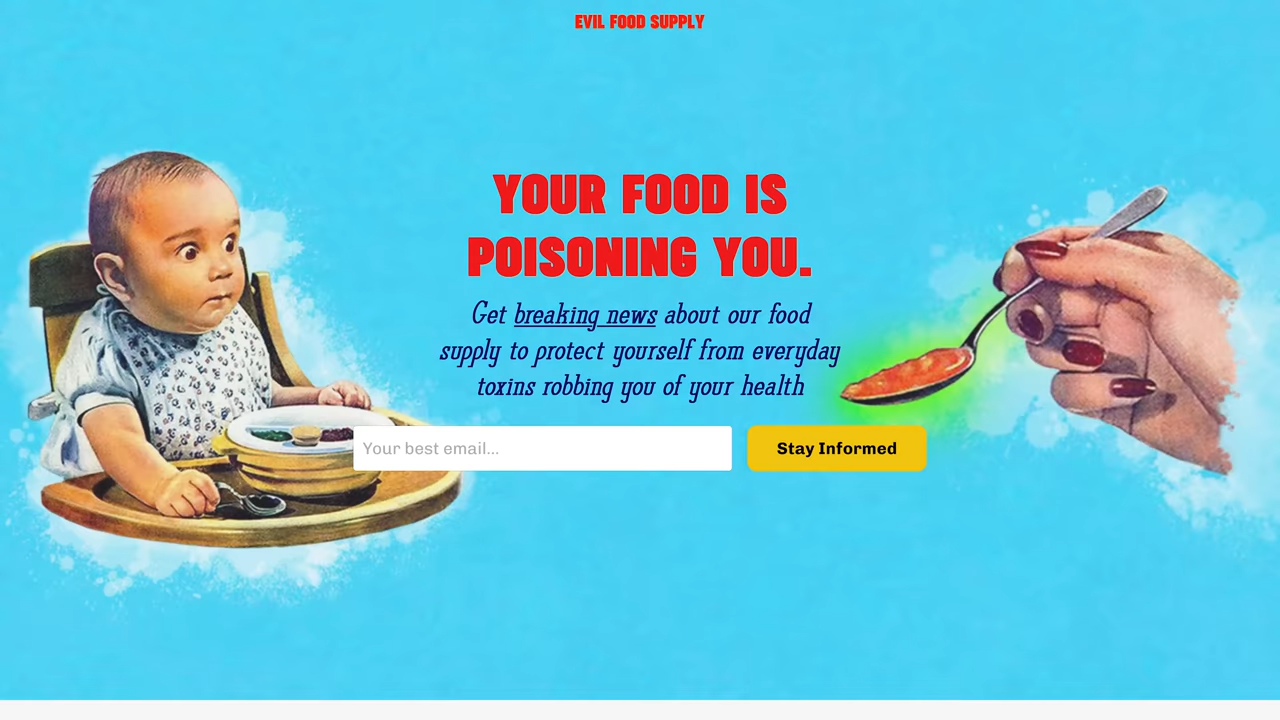 EVIL FOOD SUPPLY
YOUR FOOD IS
POISONING YOU.
Get breaking news about our food
supply to protect yourself from everyday
toxins robbing you of your health
Your best email...
Stay Informed